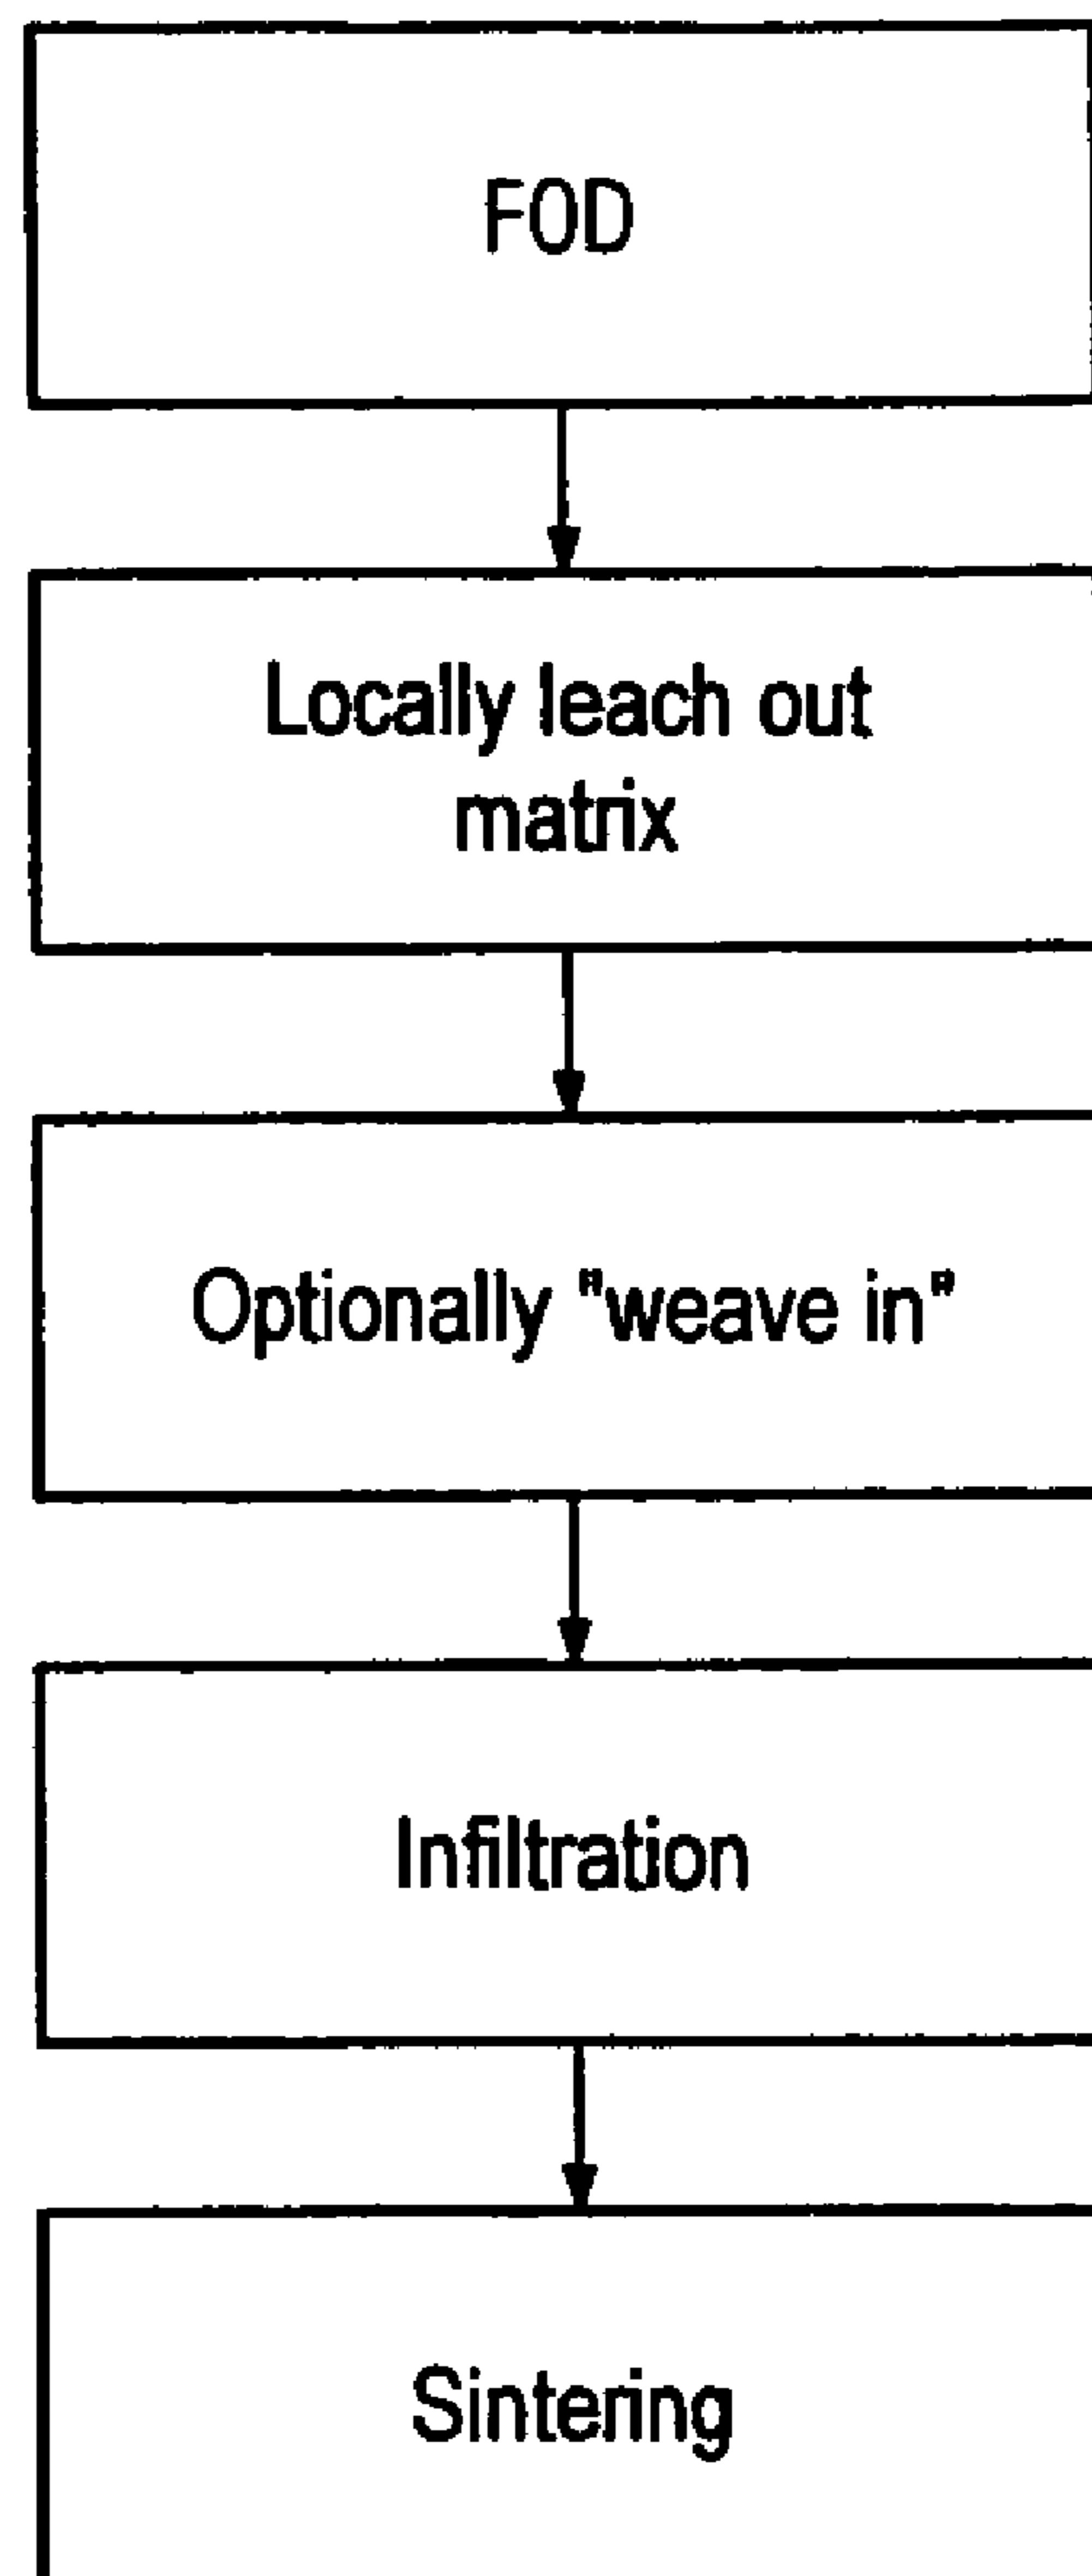 FOD
Locally leach out
matrix
Optionally "weave in"
Infiltration
Sintering